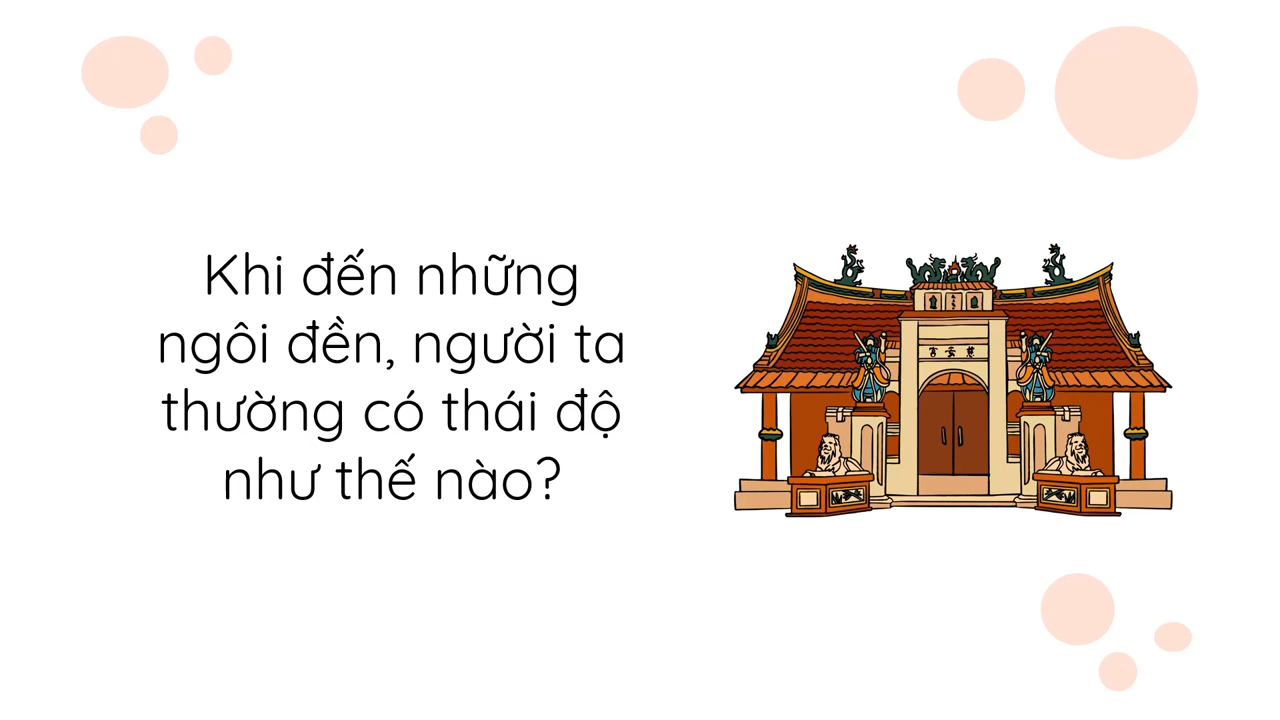 Khi đến những
ngôi đền, người ta
thường có thái độ
như thế nào?